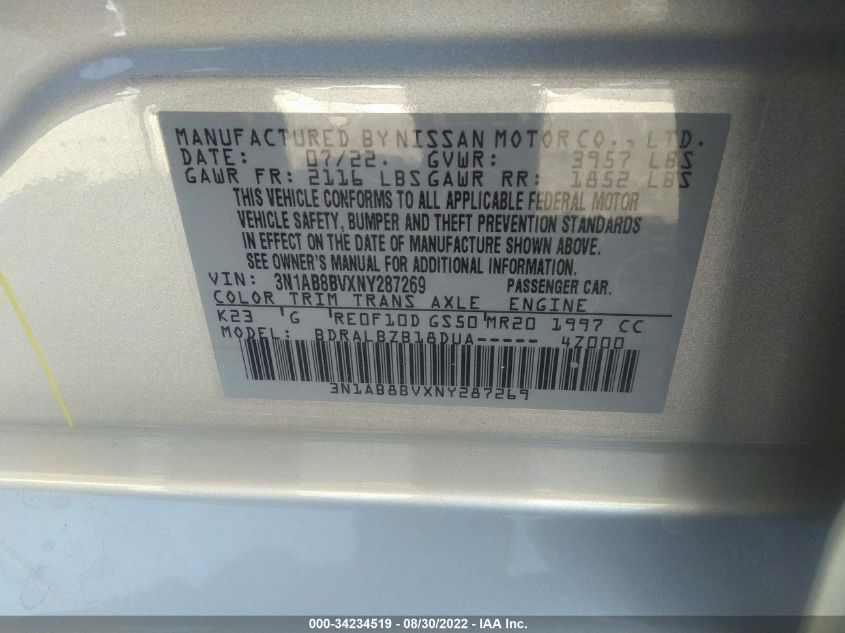 MANUFACTURED BY NISSAN MOTOR CO., LTD.
DATE: 07/22. GVWR: 3957 LBS
GAWR FR: 2116 LBS GAWR RR: 1852 LBS
THIS VEHICLE CONFORMS TO ALL APPLICABLE FEDERAL MOTOR
VEHICLE SAFETY, BUMPER AND THEFT PREVENTION STANDARDS
IN EFFECT ON THE DATE OF MANUFACTURE SHOWN ABOVE.
SEE OWNER'S MANUAL FOR ADDITIONAL INFORMATION.
VIN: 3N1AB8BVXNY287269 PASSENGER CAR.
COLOR TRIM TRANS AXLE ENGINE
K23 G RE0F10D GS50 MR20 1997 CC
MODEL: BDRALBZB18DUA----- 4Z000
3N1AB8BVXNY287269
000-34234519 - 08/30/2022 - IAA Inc.